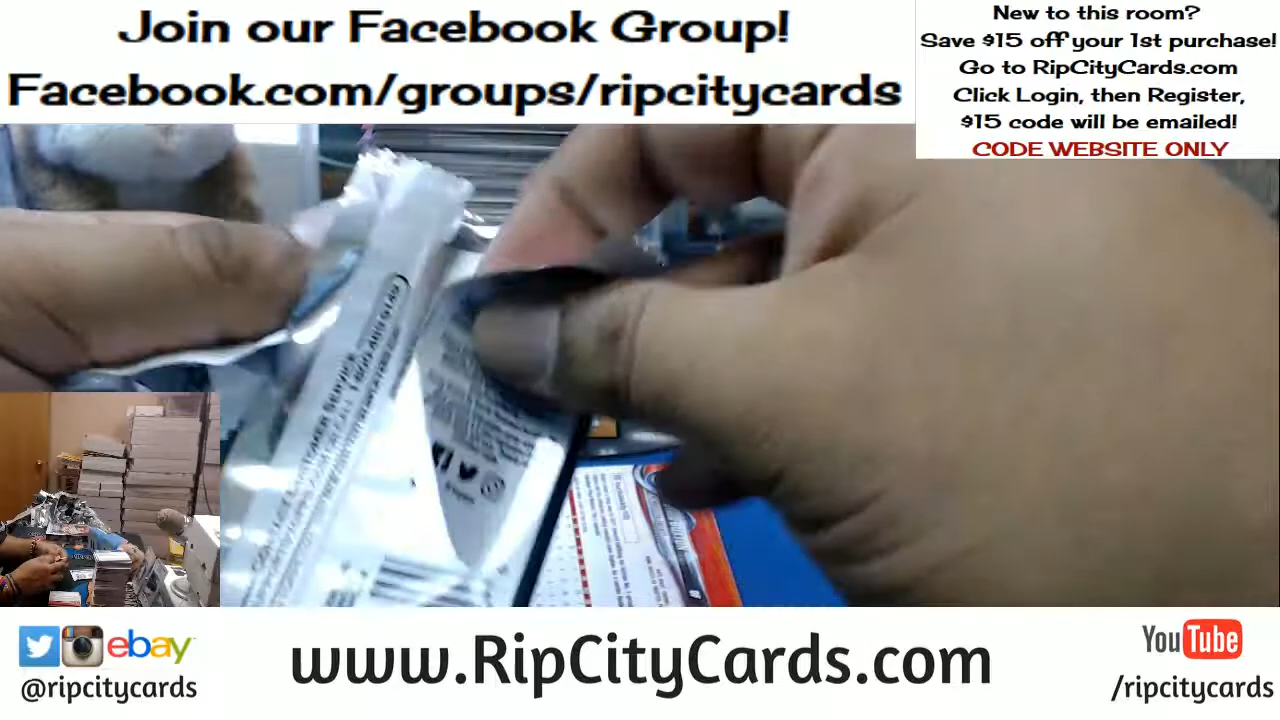 Join our Facebook Group!
Facebook.com/groups/ripcitycards
New to this room?
Save $15 off your 1st purchase!
Go to RipCityCards.com
Click Login, then Register,
$15 code will be emailed!
CODE WEBSITE ONLY
ebay
@ripcitycards
www.RipCityCards.com
YouTube
/ripcitycards